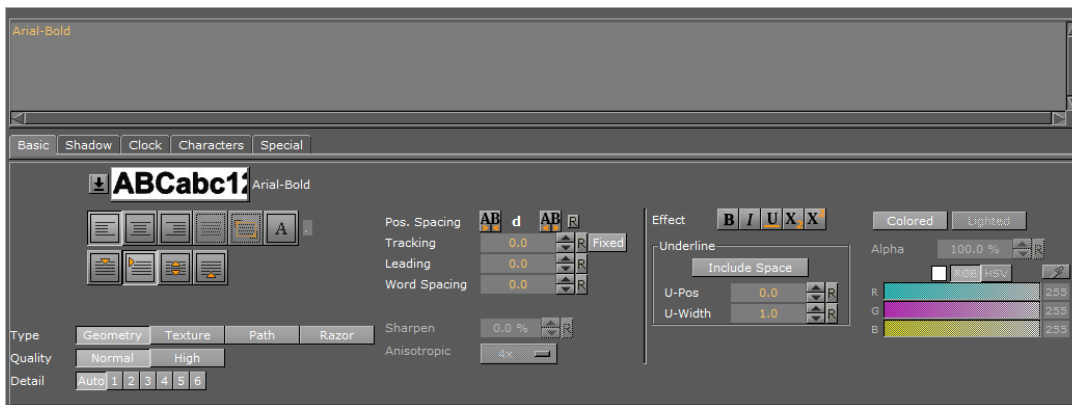 Arial-Bold
Basic Shadow Clock Characters Special
ABCabc12 Arial-Bold
A
Pos. Spacing AB d AB R
Tracking 0.0 R Fixed
Leading 0.0 R
Word Spacing 0.0 R
Sharpen 0.0 % R
Anisotropic 4x
Type Geometry Texture Path Razor
Quality Normal High
Detail Auto 1 2 3 4 5 6
Effect B I U X2 X2
Underline
Include Space
U-Pos 0.0 R
U-Width 1.0 R
Colored Lighted
Alpha 100.0 % R
RGB HSV
R 255
G 255
B 255